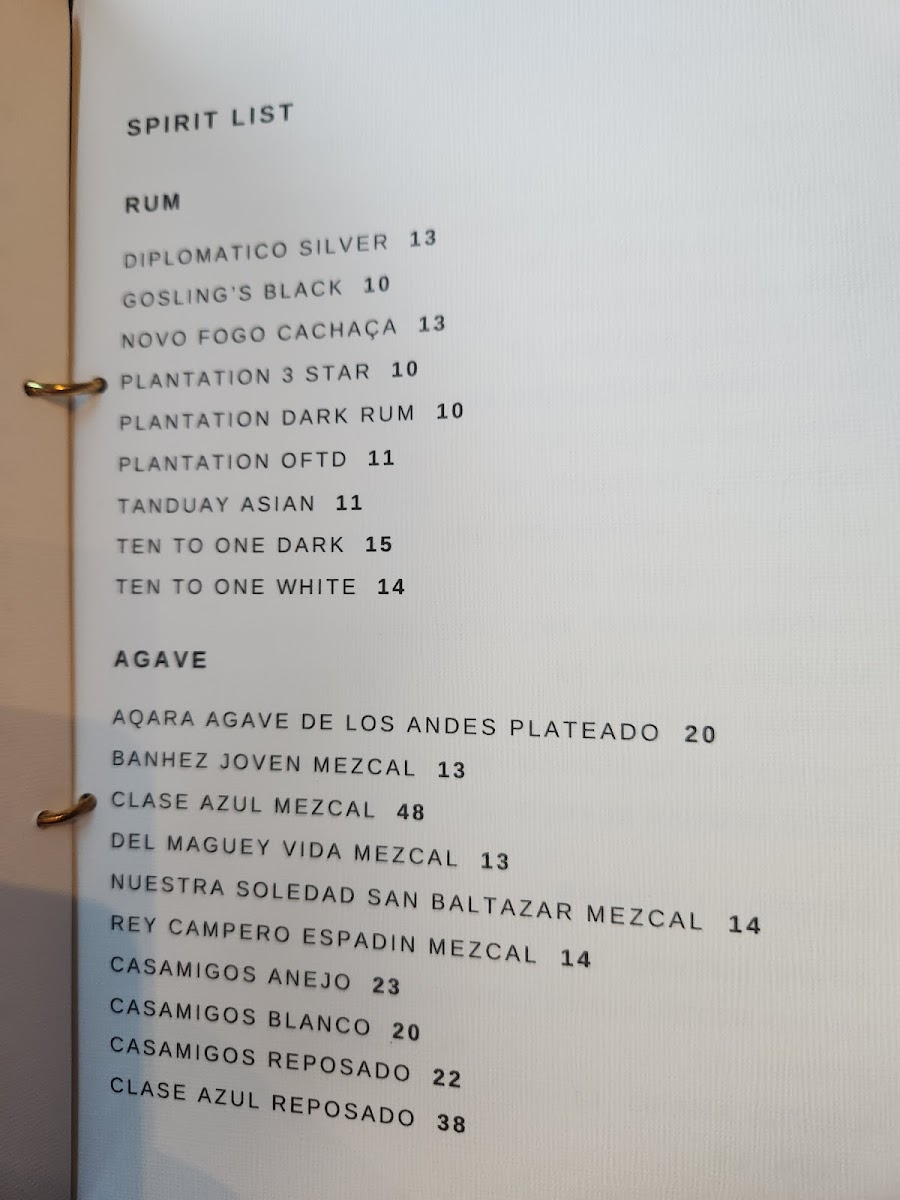 SPIRIT LIST
RUM
DIPLOMATICO SILVER 13
GOSLING'S BLACK 10
NOVO FOGO CACHAÇA 13
PLANTATION 3 STAR 10
PLANTATION DARK RUM 10
PLANTATION OFTD 11
TANDUAY ASIAN 11
TEN TO ONE DARK 15
TEN TO ONE WHITE 14
AGAVE
AQARA AGAVE DE LOS ANDES PLATEADO 20
BANHEZ JOVEN MEZCAL 13
CLASE AZUL MEZCAL 48
DEL MAGUEY VIDA MEZCAL 13
NUESTRA SOLEDAD SAN BALTAZAR MEZCAL 14
REY CAMPERO ESPADIN MEZCAL 14
CASAMIGOS ANEJO 23
CASAMIGOS BLANCO 20
CASAMIGOS REPOSADO 22
CLASE AZUL REPOSADO 38